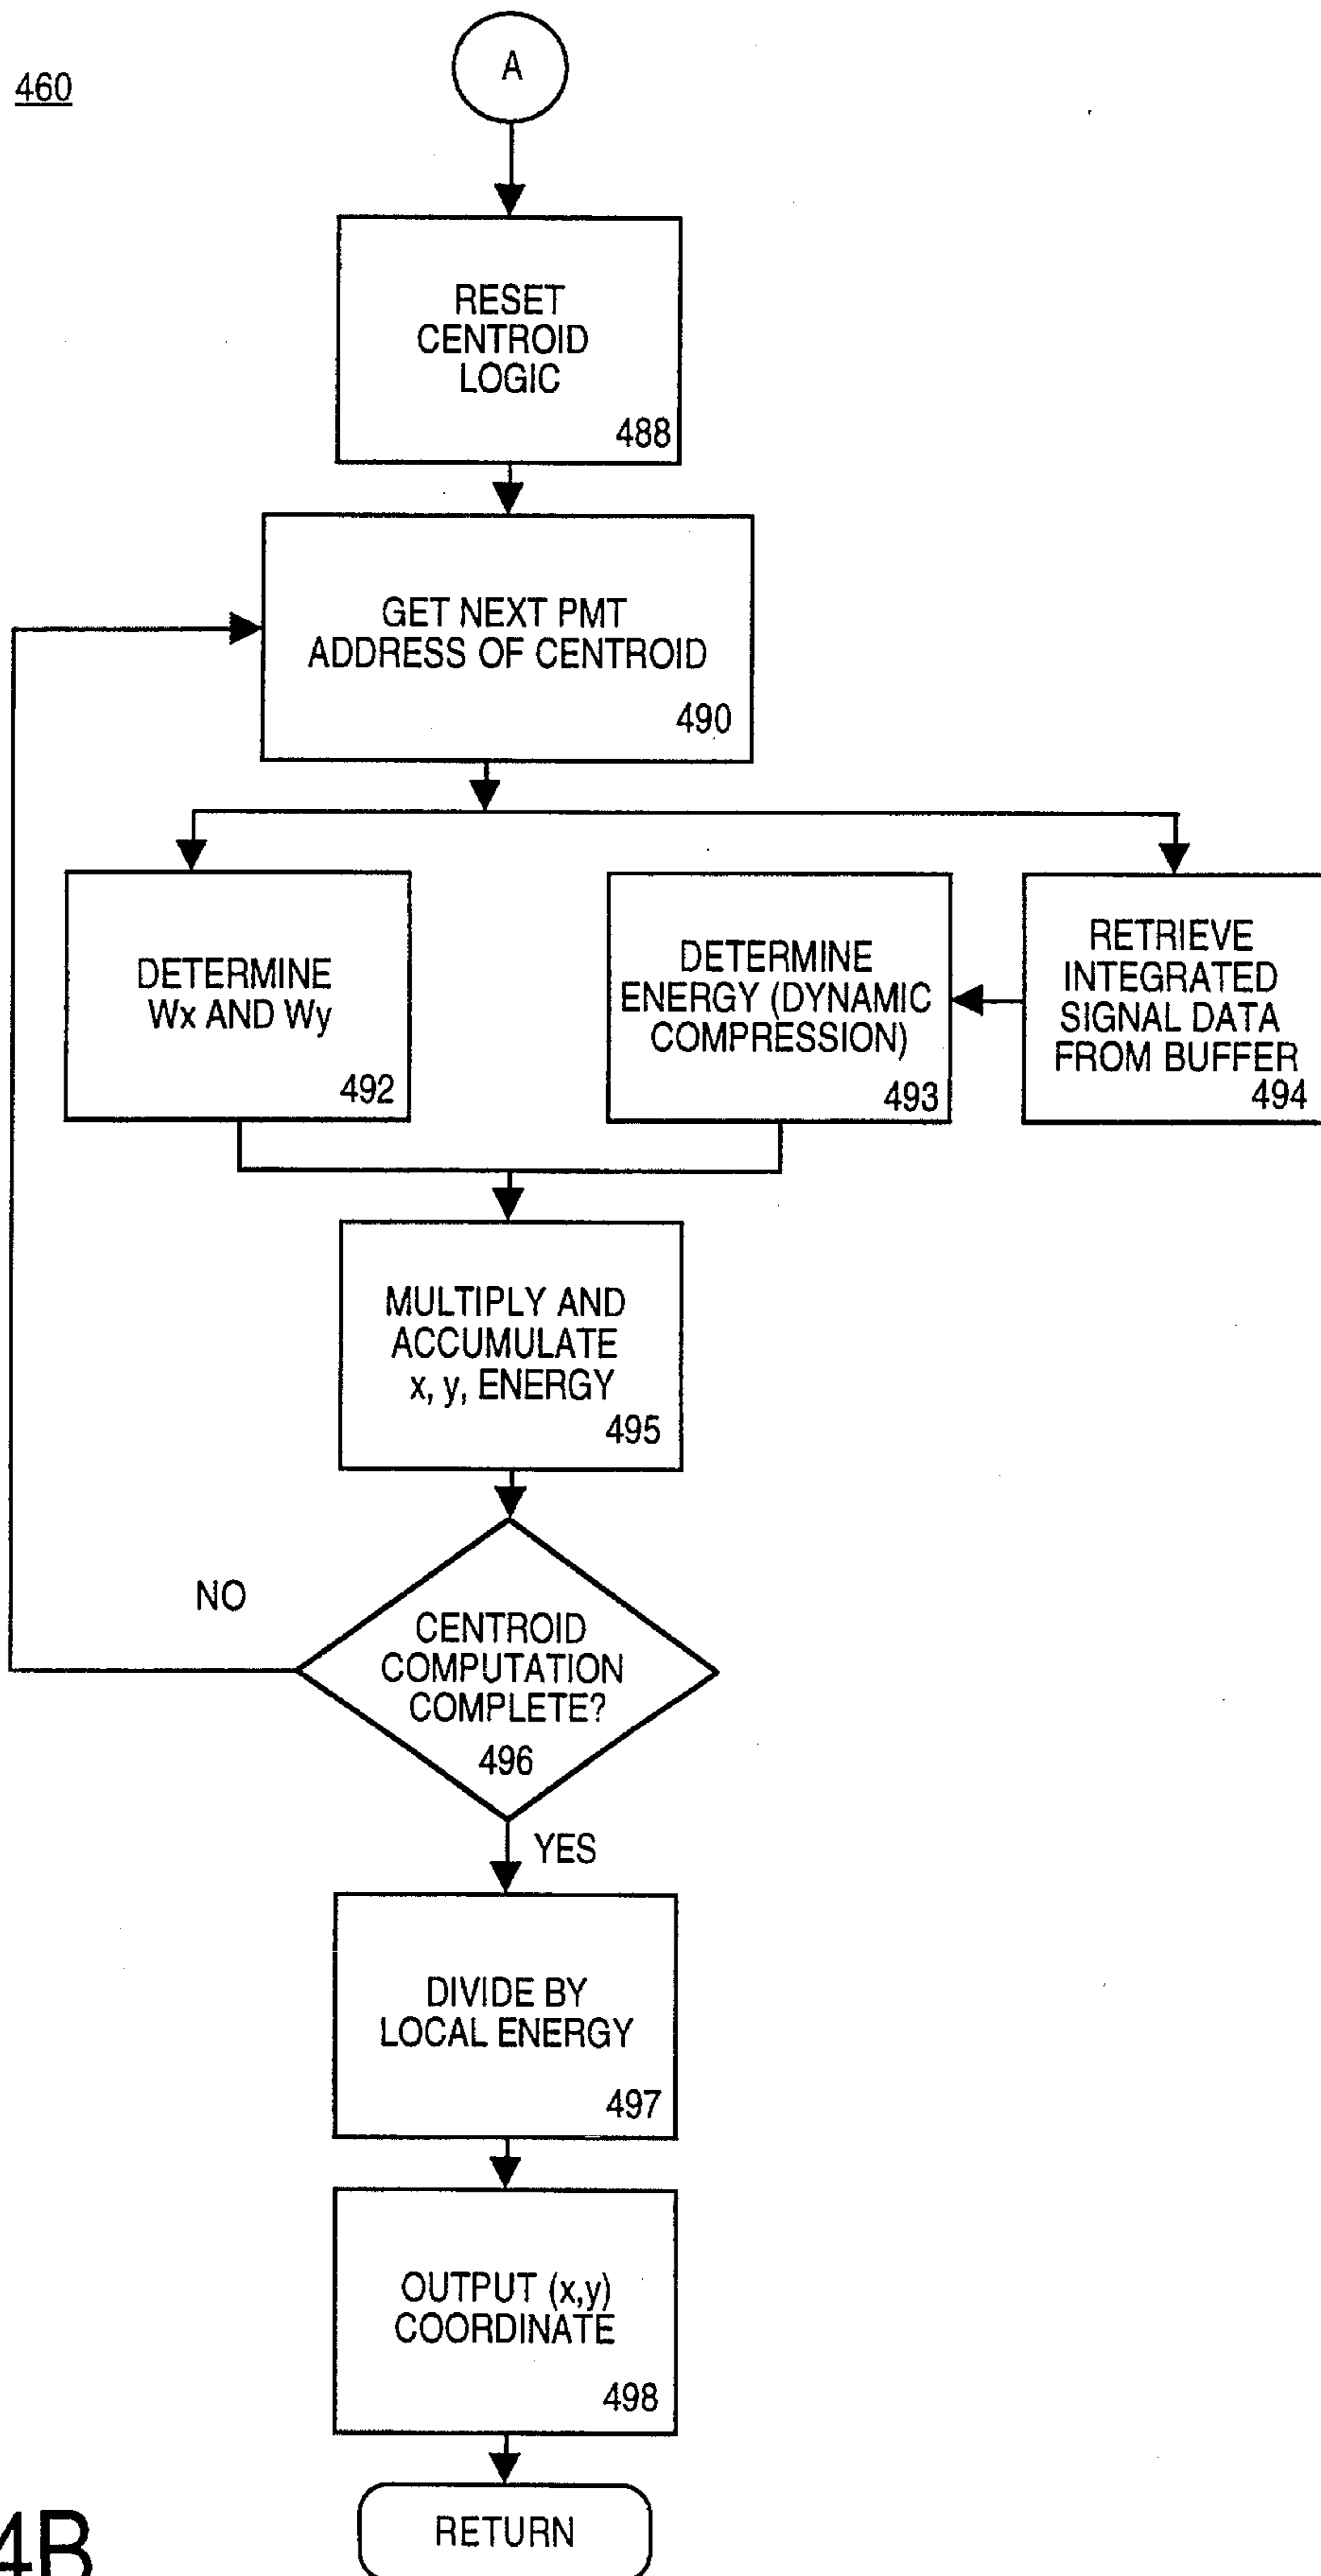 460
A
RESET
CENTROID
LOGIC
488
GET NEXT PMT
ADDRESS OF CENTROID
490
DETERMINE
Wx AND Wy
492
DETERMINE
ENERGY (DYNAMIC
COMPRESSION)
493
RETRIEVE
INTEGRATED
SIGNAL DATA
FROM BUFFER
494
MULTIPLY AND
ACCUMULATE
x, y, ENERGY
495
NO
CENTROID
COMPUTATION
COMPLETE?
496
YES
DIVIDE BY
LOCAL ENERGY
497
OUTPUT (x,y)
COORDINATE
498
RETURN
4B